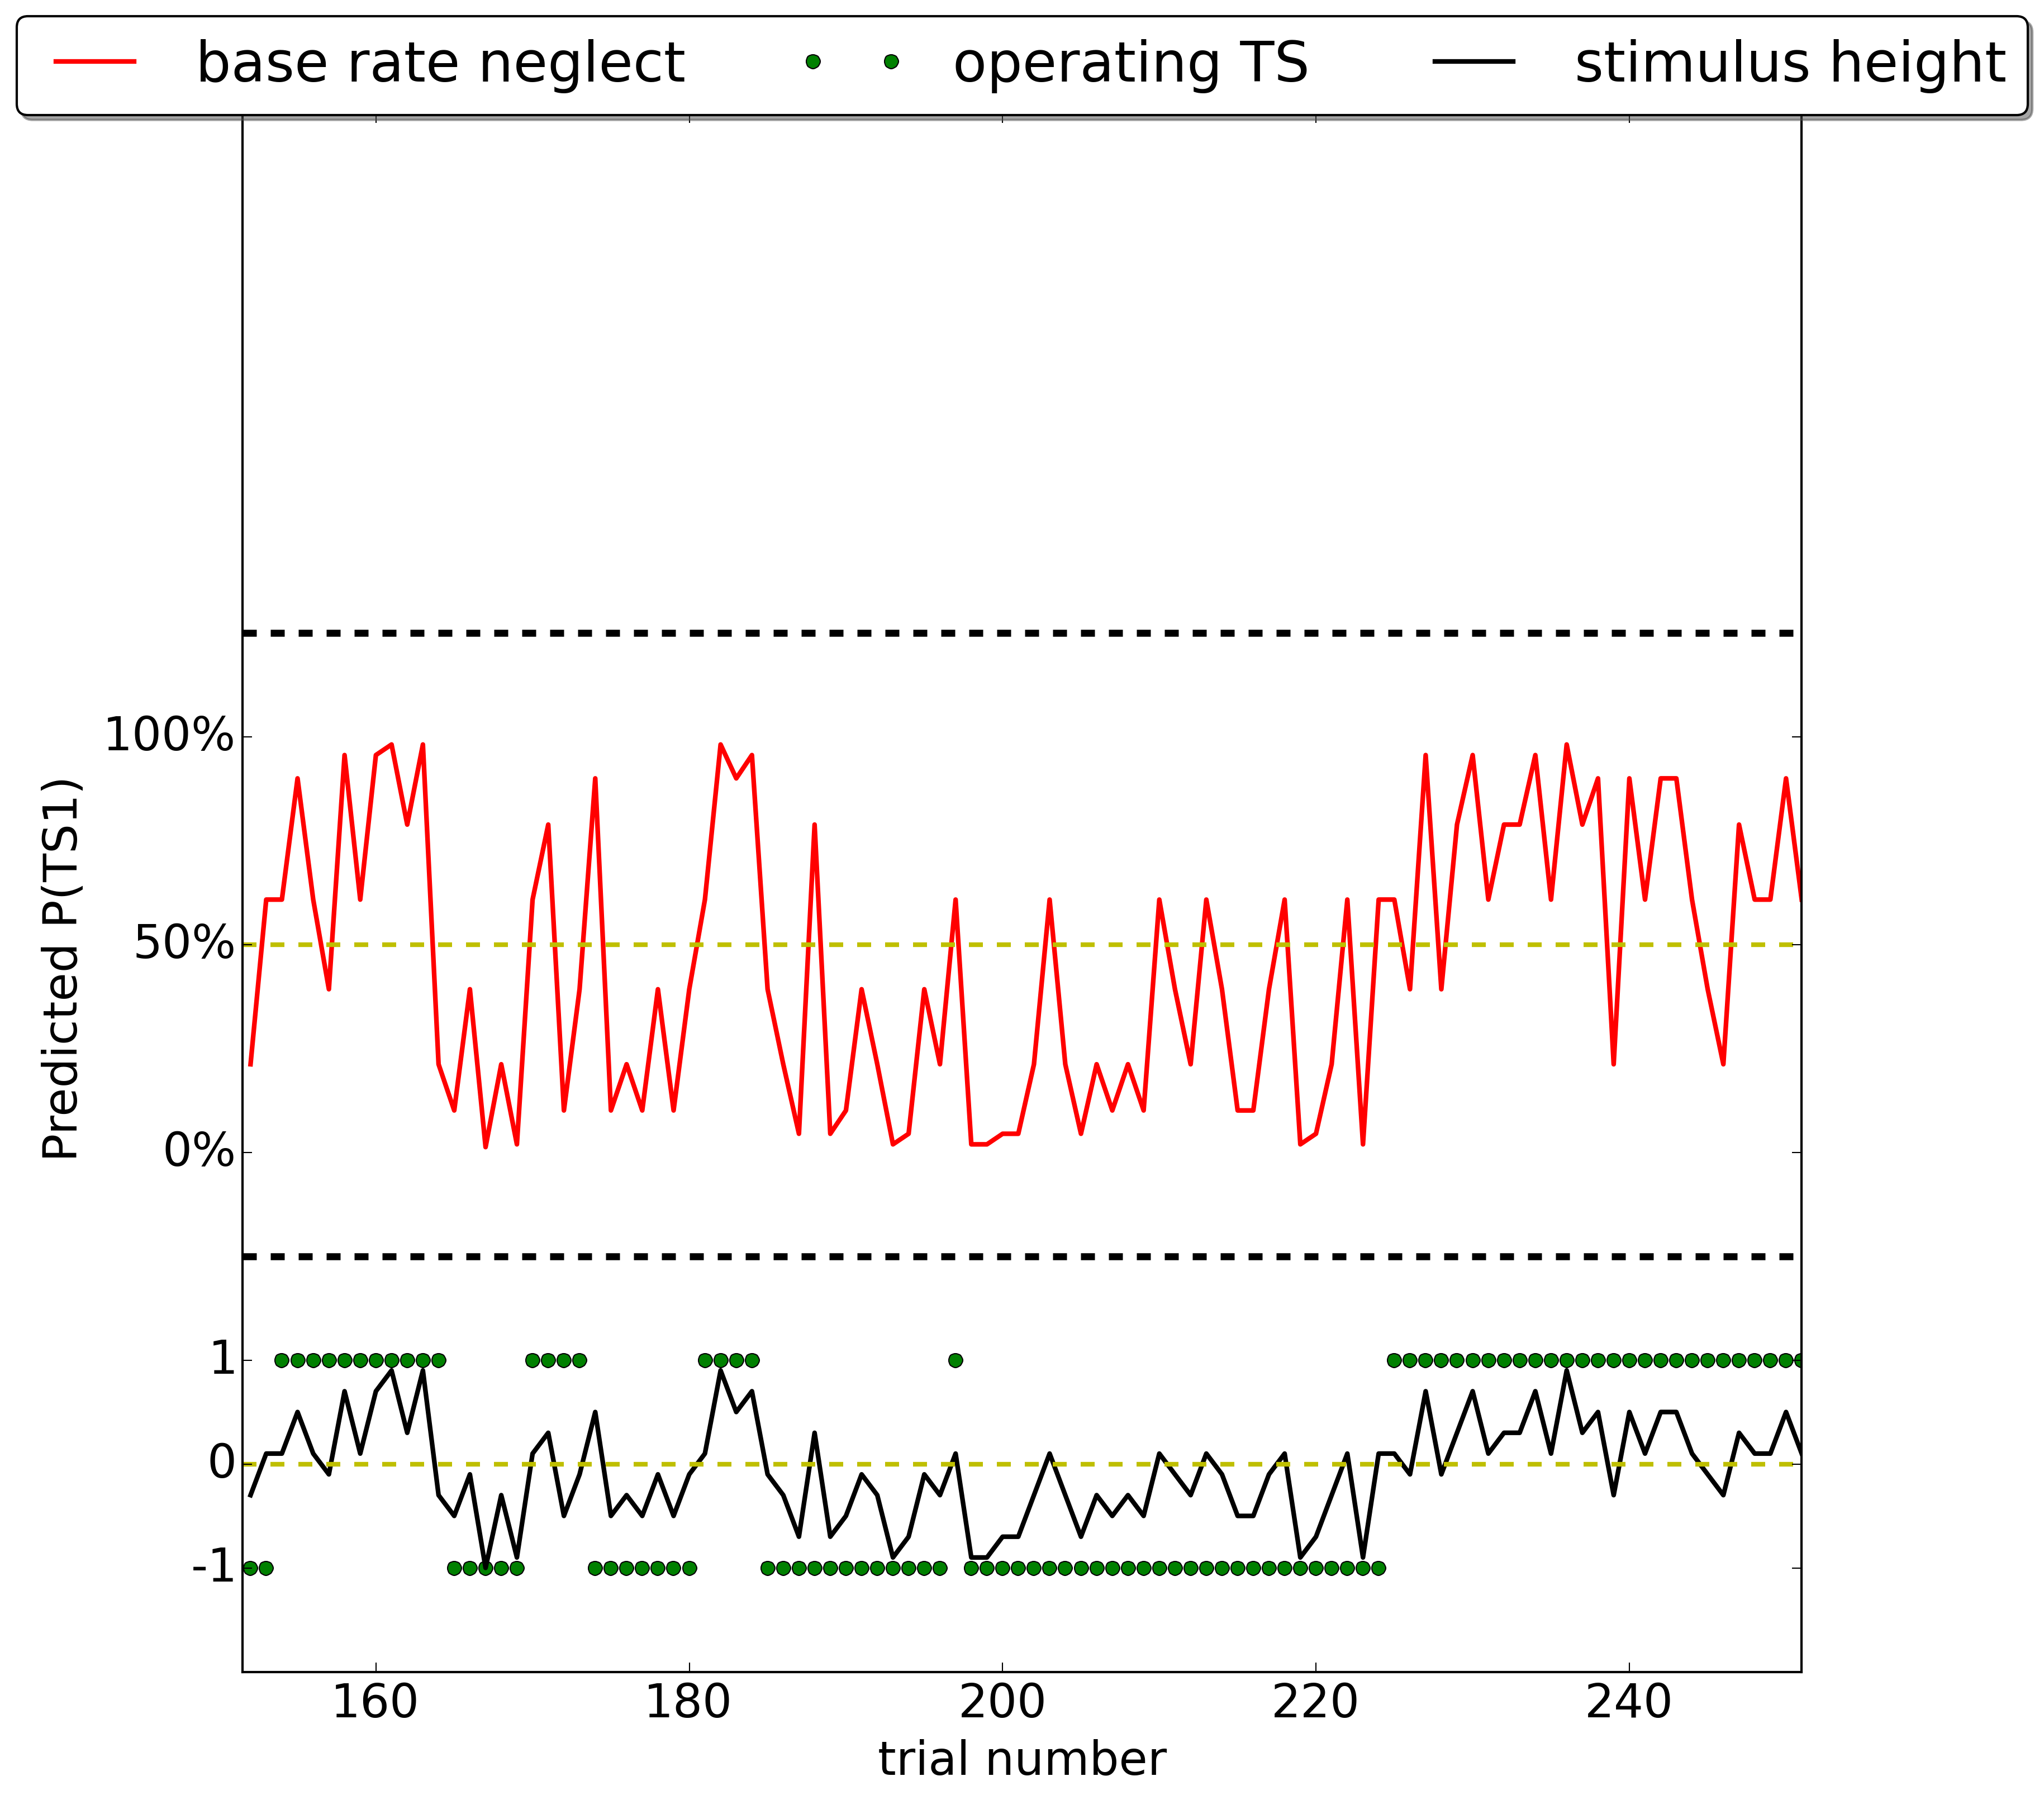 base rate neglect operating TS stimulus height
100%
50%
0%
Predicted P(TS1)
1
0
-1
160 180 200 220 240
trial number